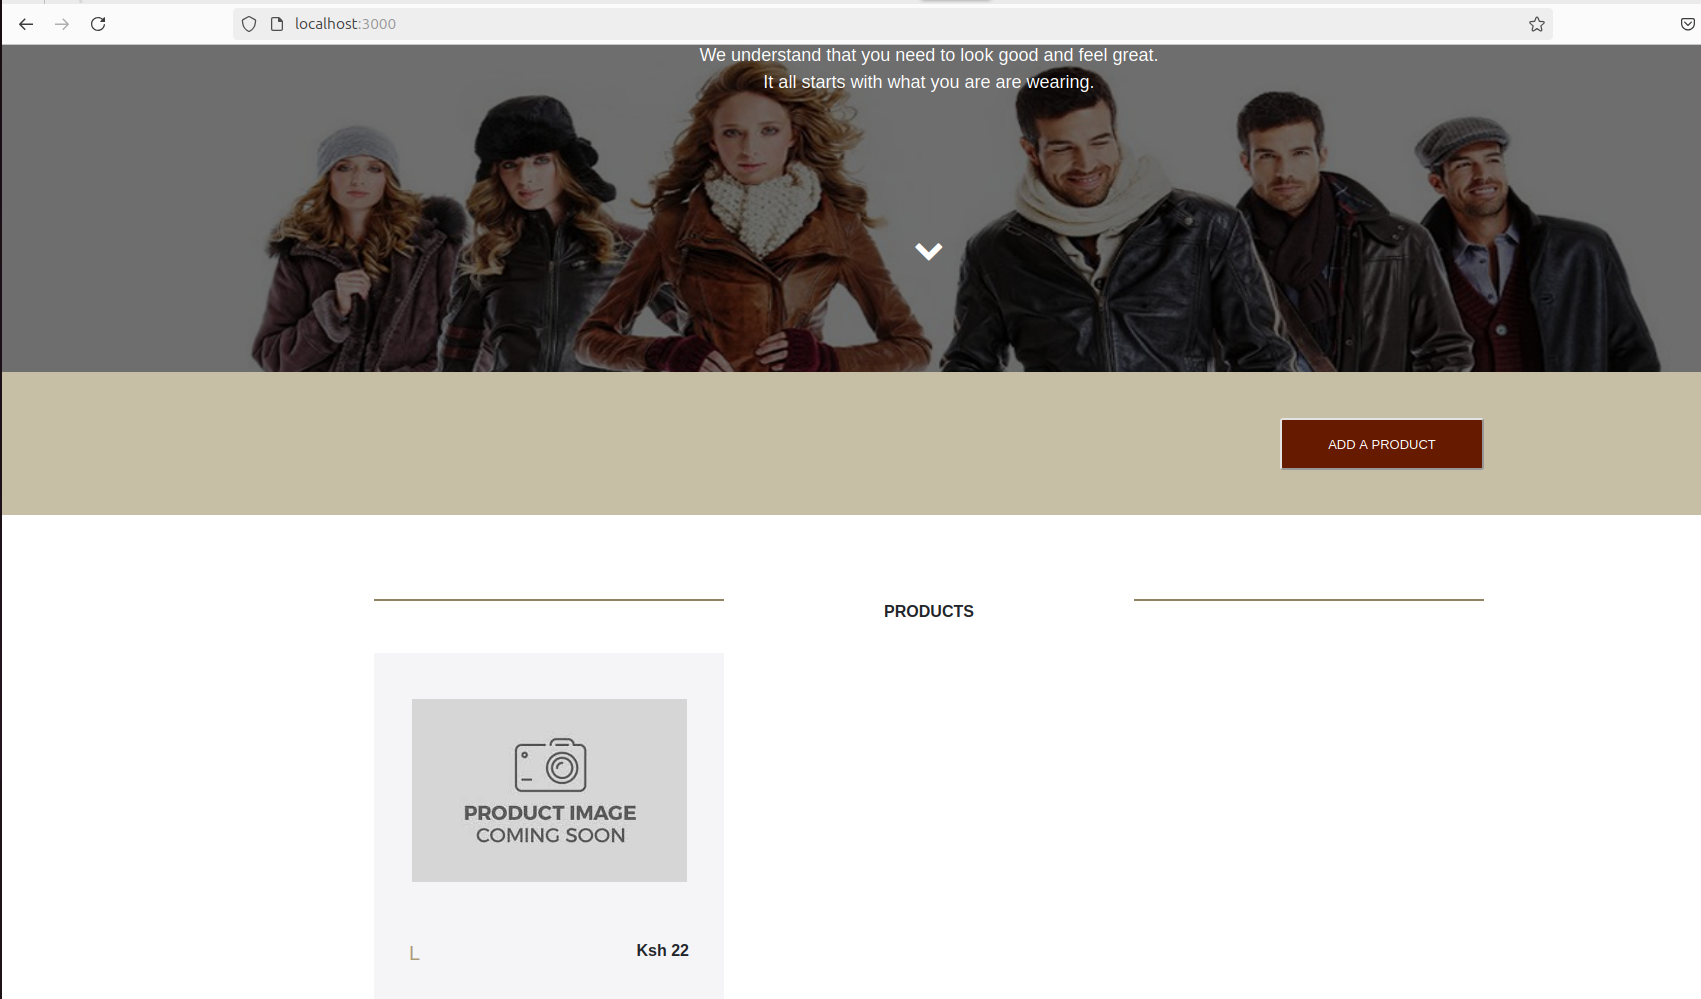 localhost:3000
We understand that you need to look good and feel great.
It all starts with what you are are wearing.
ADD A PRODUCT
PRODUCTS
PRODUCT IMAGE
COMING SOON
L
Ksh 22